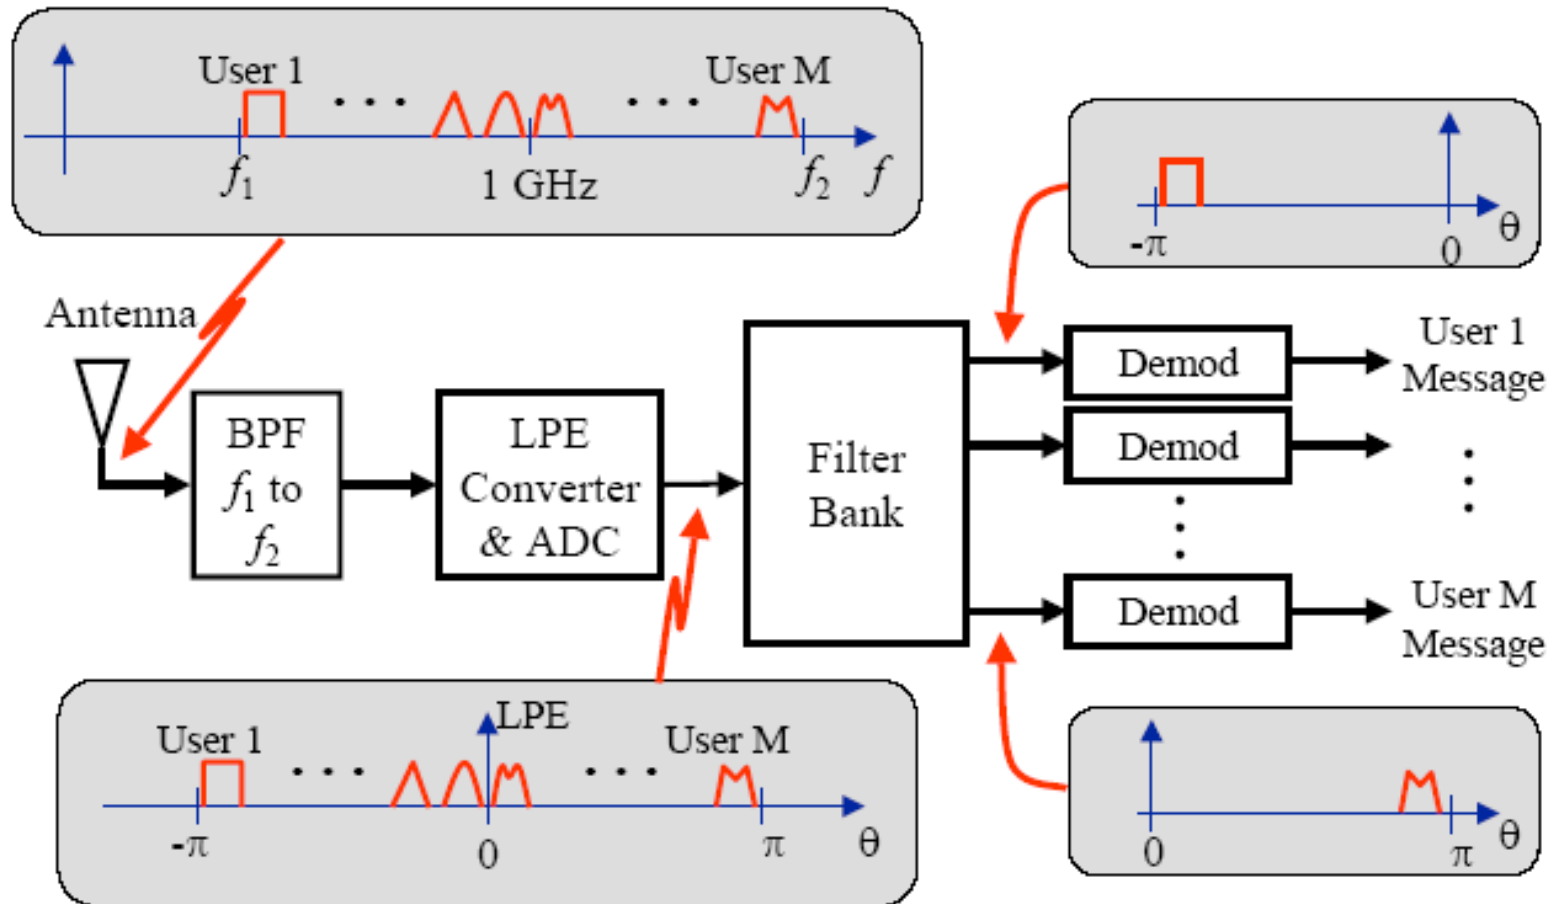 User 1
· · ·
· · ·
User M
f1
1 GHz
f2
f
-π
0
θ
Antenna
BPF
f1 to
f2
LPE
Converter
& ADC
Filter
Bank
Demod
User 1
Message
Demod
Demod
User M
Message
LPE
User 1
· · ·
· · ·
User M
-π
0
π
θ
0
π
θ